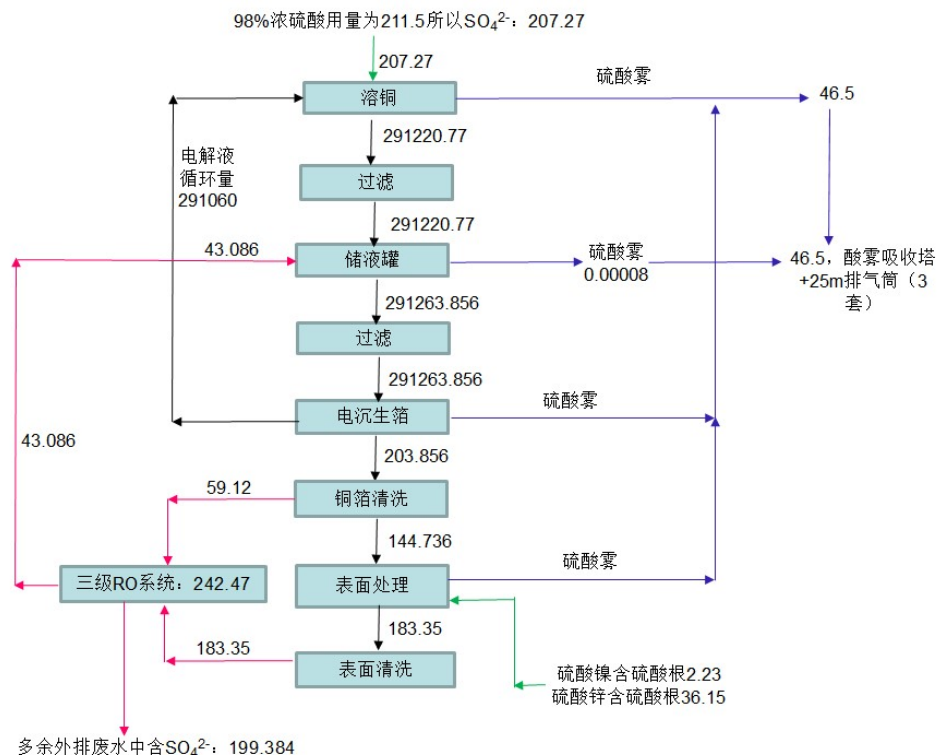 98%浓硫酸用量为211.5所以SO₄²⁻：207.27
207.27
硫酸雾
溶铜
46.5
291220.77
电解液
循环量
291060
过滤
291220.77
43.086
储液罐
硫酸雾
0.00008
46.5，酸雾吸收塔
+25m排气筒（3
套）
291263.856
过滤
291263.856
电沉生箔
硫酸雾
43.086
203.856
59.12
铜箔清洗
144.736
硫酸雾
三级RO系统：242.47
表面处理
183.35
183.35
表面清洗
硫酸镍含硫酸根2.23
硫酸锌含硫酸根36.15
多余外排废水中含SO₄²⁻：199.384